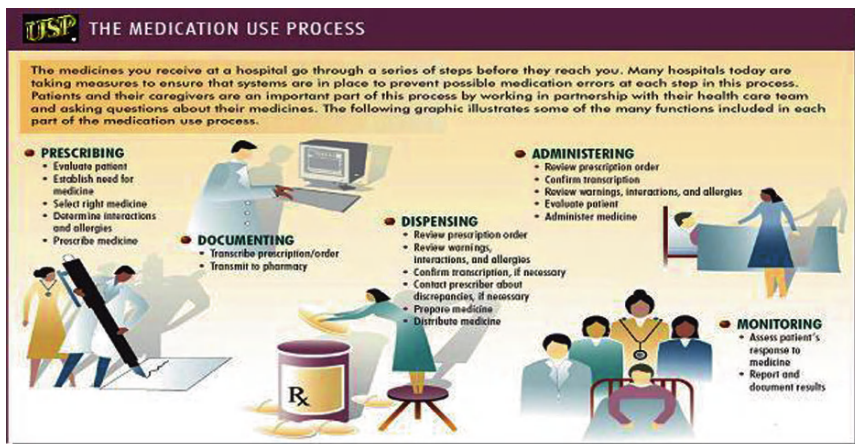 USP
THE MEDICATION USE PROCESS
The medicines you receive at a hospital go through a series of steps before they reach you. Many hospitals today are
taking measures to ensure that systems are in place to prevent possible medication errors at each step in this process.
Patients and their caregivers are an important part of this process by working in partnership with their health care team
and asking questions about their medicines. The following graphic illustrates some of the many functions included in each
part of the medication use process.
PRESCRIBING
• Evaluate patient
• Establish need for
medicine
• Select right medicine
• Determine interactions
and allergies
• Prescribe medicine
DOCUMENTING
• Transcribe prescription/order
• Transmit to pharmacy
DISPENSING
• Review prescription order
• Review warnings,
interactions, and allergies
• Confirm transcription, if necessary
• Contact prescriber about
discrepancies, if necessary
• Prepare medicine
• Distribute medicine
Rx
ADMINISTERING
• Review prescription order
• Confirm transcription
• Review warnings, interactions, and allergies
• Evaluate patient
• Administer medicine
MONITORING
• Assess patient's
response to
medicine
• Report and
document results